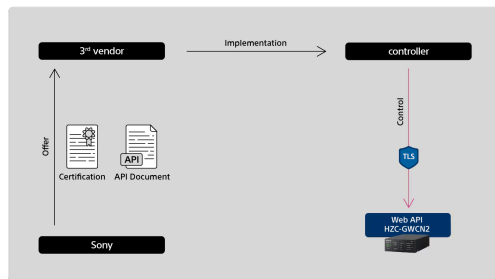 3rd vendor
Implementation
controller
Offer
Certification
API
API Document
Control
TLS
Sony
Web API
HZC-GWCN2